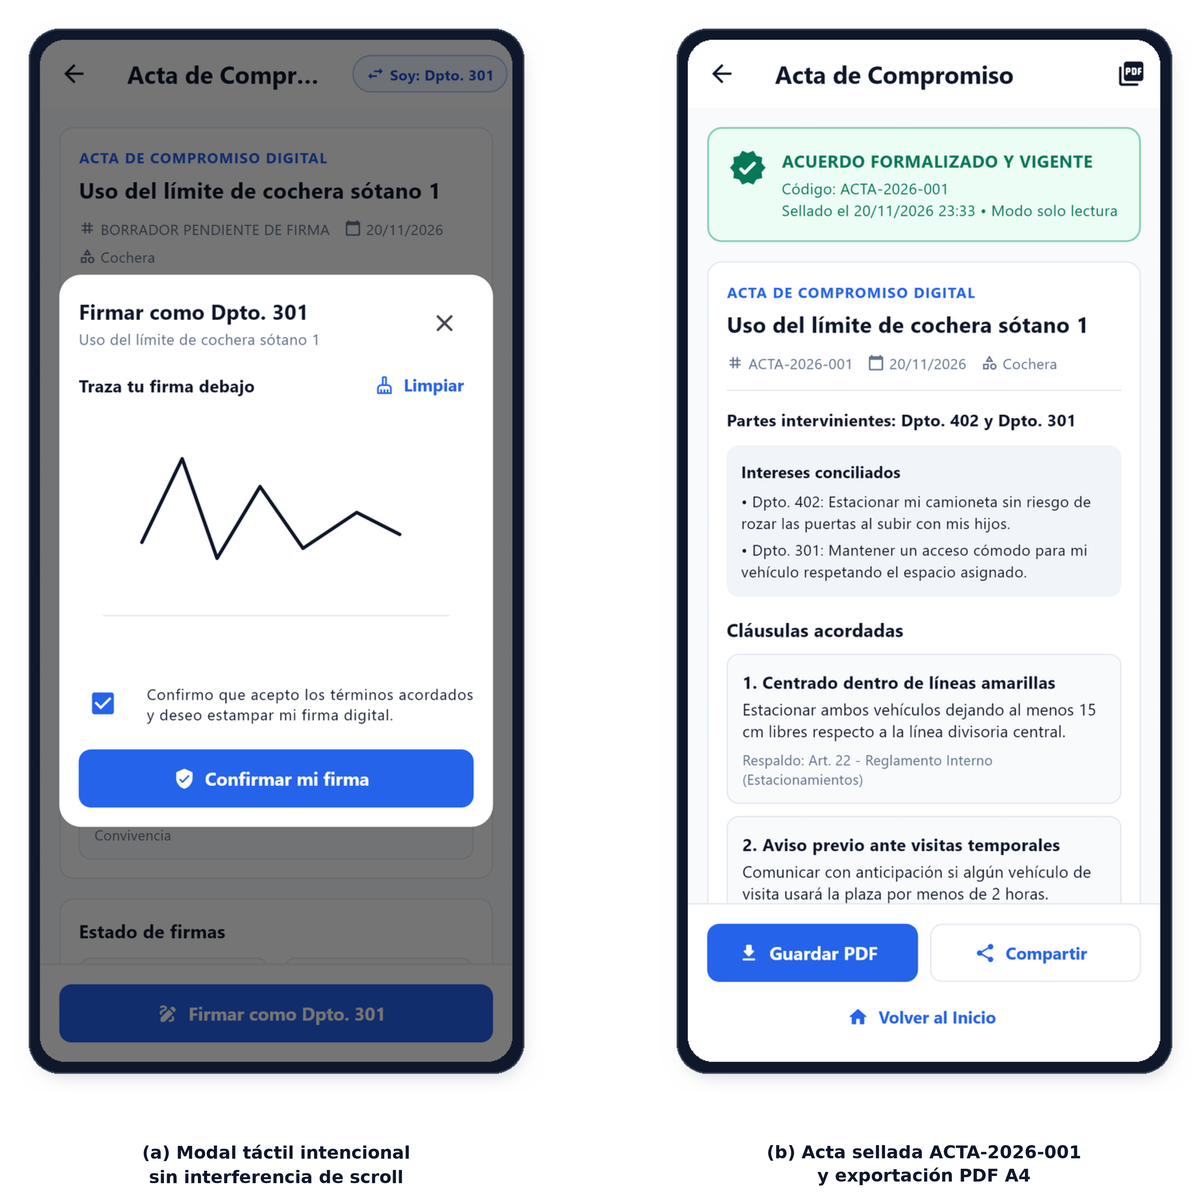 Acta de Compr...
Soy: Dpto. 301
ACTA DE COMPROMISO DIGITAL
Uso del límite de cochera sótano 1
# BORRADOR PENDIENTE DE FIRMA 20/11/2026
Cochera
Firmar como Dpto. 301
Uso del límite de cochera sótano 1
Traza tu firma debajo
Limpiar
Confirmo que acepto los términos acordados
y deseo estampar mi firma digital.
Confirmar mi firma
Convivencia
Estado de firmas
Firmar como Dpto. 301
(a) Modal táctil intencional
sin interferencia de scroll
Acta de Compromiso
PDF
ACUERDO FORMALIZADO Y VIGENTE
Código: ACTA-2026-001
Sellado el 20/11/2026 23:33 • Modo solo lectura
ACTA DE COMPROMISO DIGITAL
Uso del límite de cochera sótano 1
# ACTA-2026-001 20/11/2026 Cochera
Partes intervinientes: Dpto. 402 y Dpto. 301
Intereses conciliados
• Dpto. 402: Estacionar mi camioneta sin riesgo de
rozar las puertas al subir con mis hijos.
• Dpto. 301: Mantener un acceso cómodo para mi
vehículo respetando el espacio asignado.
Cláusulas acordadas
1. Centrado dentro de líneas amarillas
Estacionar ambos vehículos dejando al menos 15
cm libres respecto a la línea divisoria central.
Respaldo: Art. 22 - Reglamento Interno
(Estacionamientos)
2. Aviso previo ante visitas temporales
Comunicar con anticipación si algún vehículo de
visita usará la plaza por menos de 2 horas.
Guardar PDF
Compartir
Volver al Inicio
(b) Acta sellada ACTA-2026-001
y exportación PDF A4